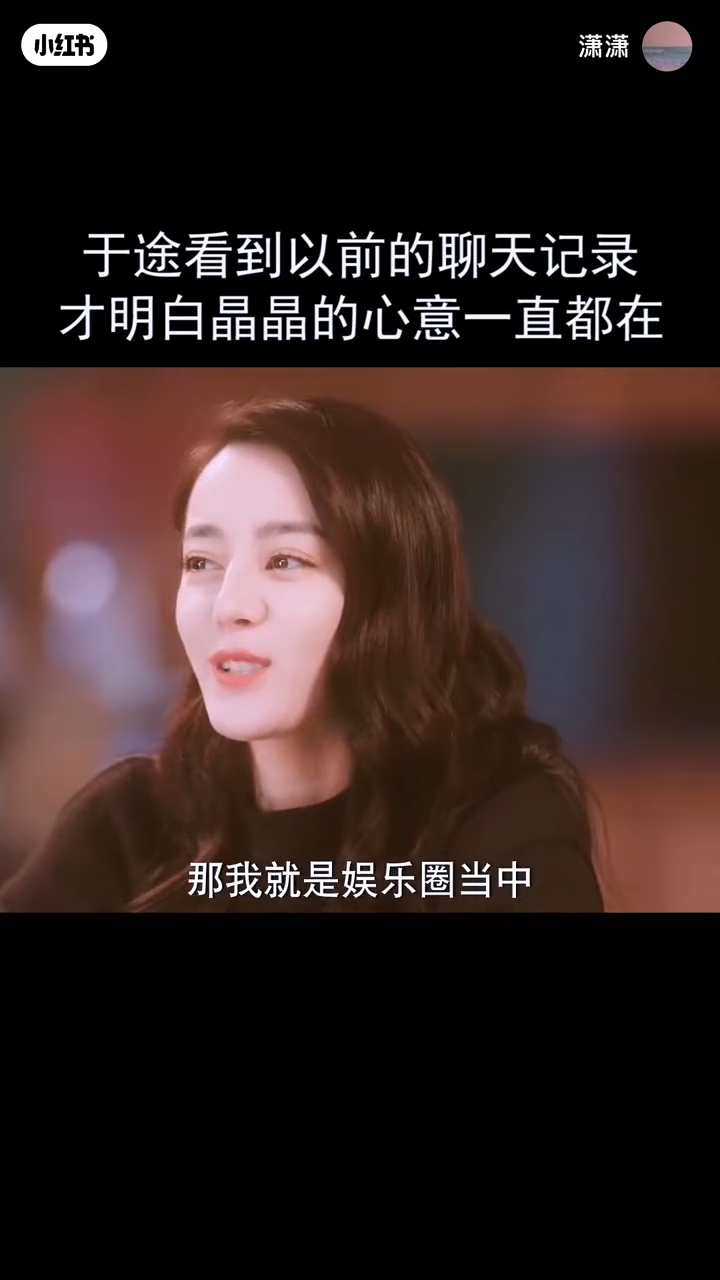 小红书
潇潇
于途看到以前的聊天记录
才明白晶晶的心意一直都在
那我就是娱乐圈当中